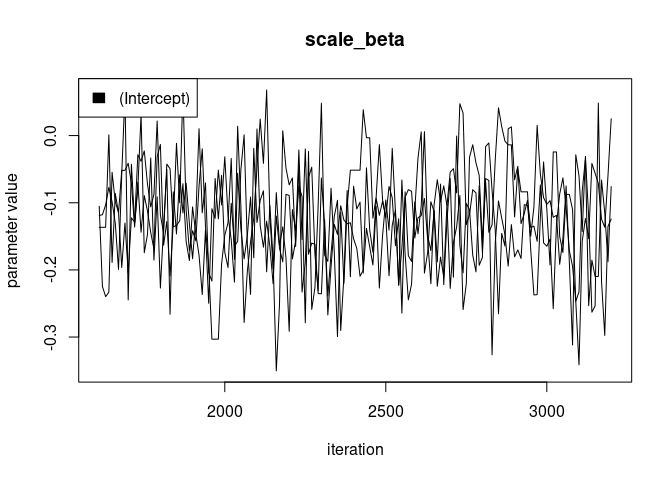 scale_beta
(Intercept)
parameter value
0.0
-0.1
-0.2
-0.3
2000 2500 3000
iteration